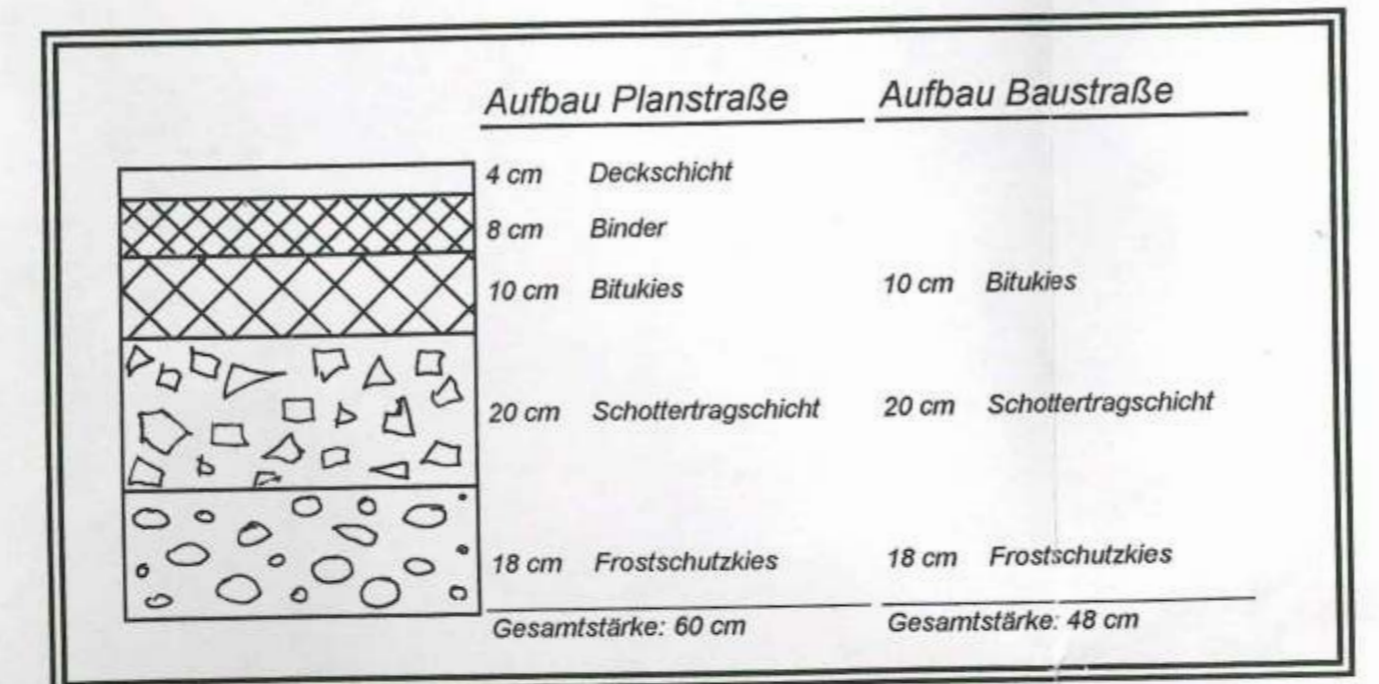 Aufbau Planstraße Aufbau Baustraße
4 cm Deckschicht
8 cm Binder
10 cm Bitukies 10 cm Bitukies
20 cm Schottertragschicht 20 cm Schottertragschicht
18 cm Frostschutzkies 18 cm Frostschutzkies
Gesamtstärke: 60 cm Gesamtstärke: 48 cm